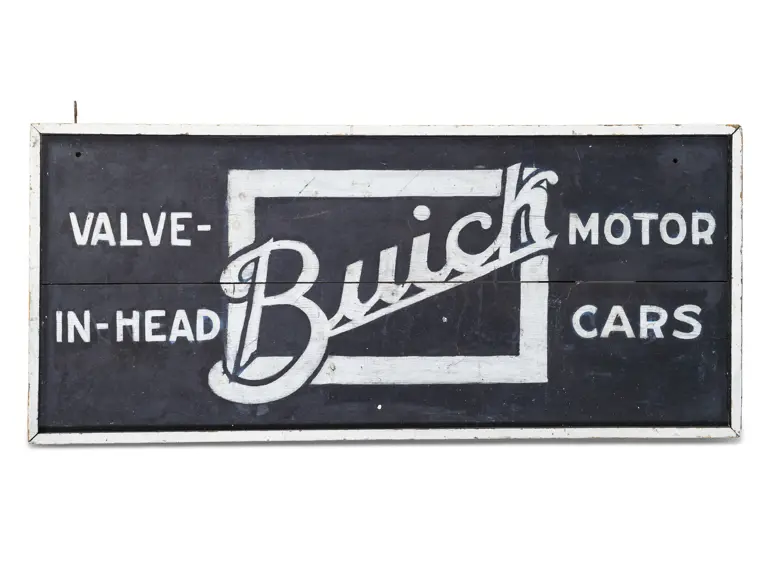 VALVE-
IN-HEAD
Buick
MOTOR
CARS